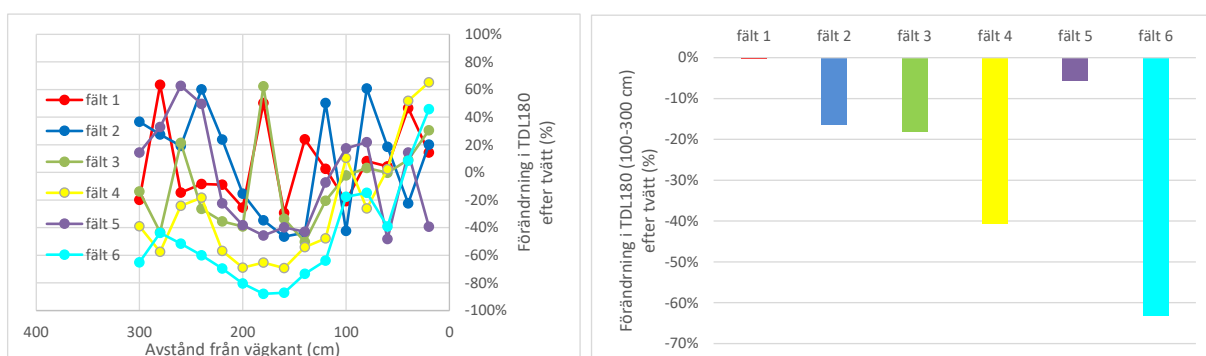 100%
80%
60%
40%
20%
0%
-20%
-40%
-60%
-80%
-100%
Förändrning i TDL180
efter tvätt (%)
fält 1
fält 2
fält 3
fält 4
fält 5
fält 6
400
300
200
100
0
Avstånd från vägkant (cm)
fält 1
fält 2
fält 3
fält 4
fält 5
fält 6
0%
-10%
-20%
-30%
-40%
-50%
-60%
-70%
Förändrning i TDL180 (100-300 cm)
efter tvätt (%)